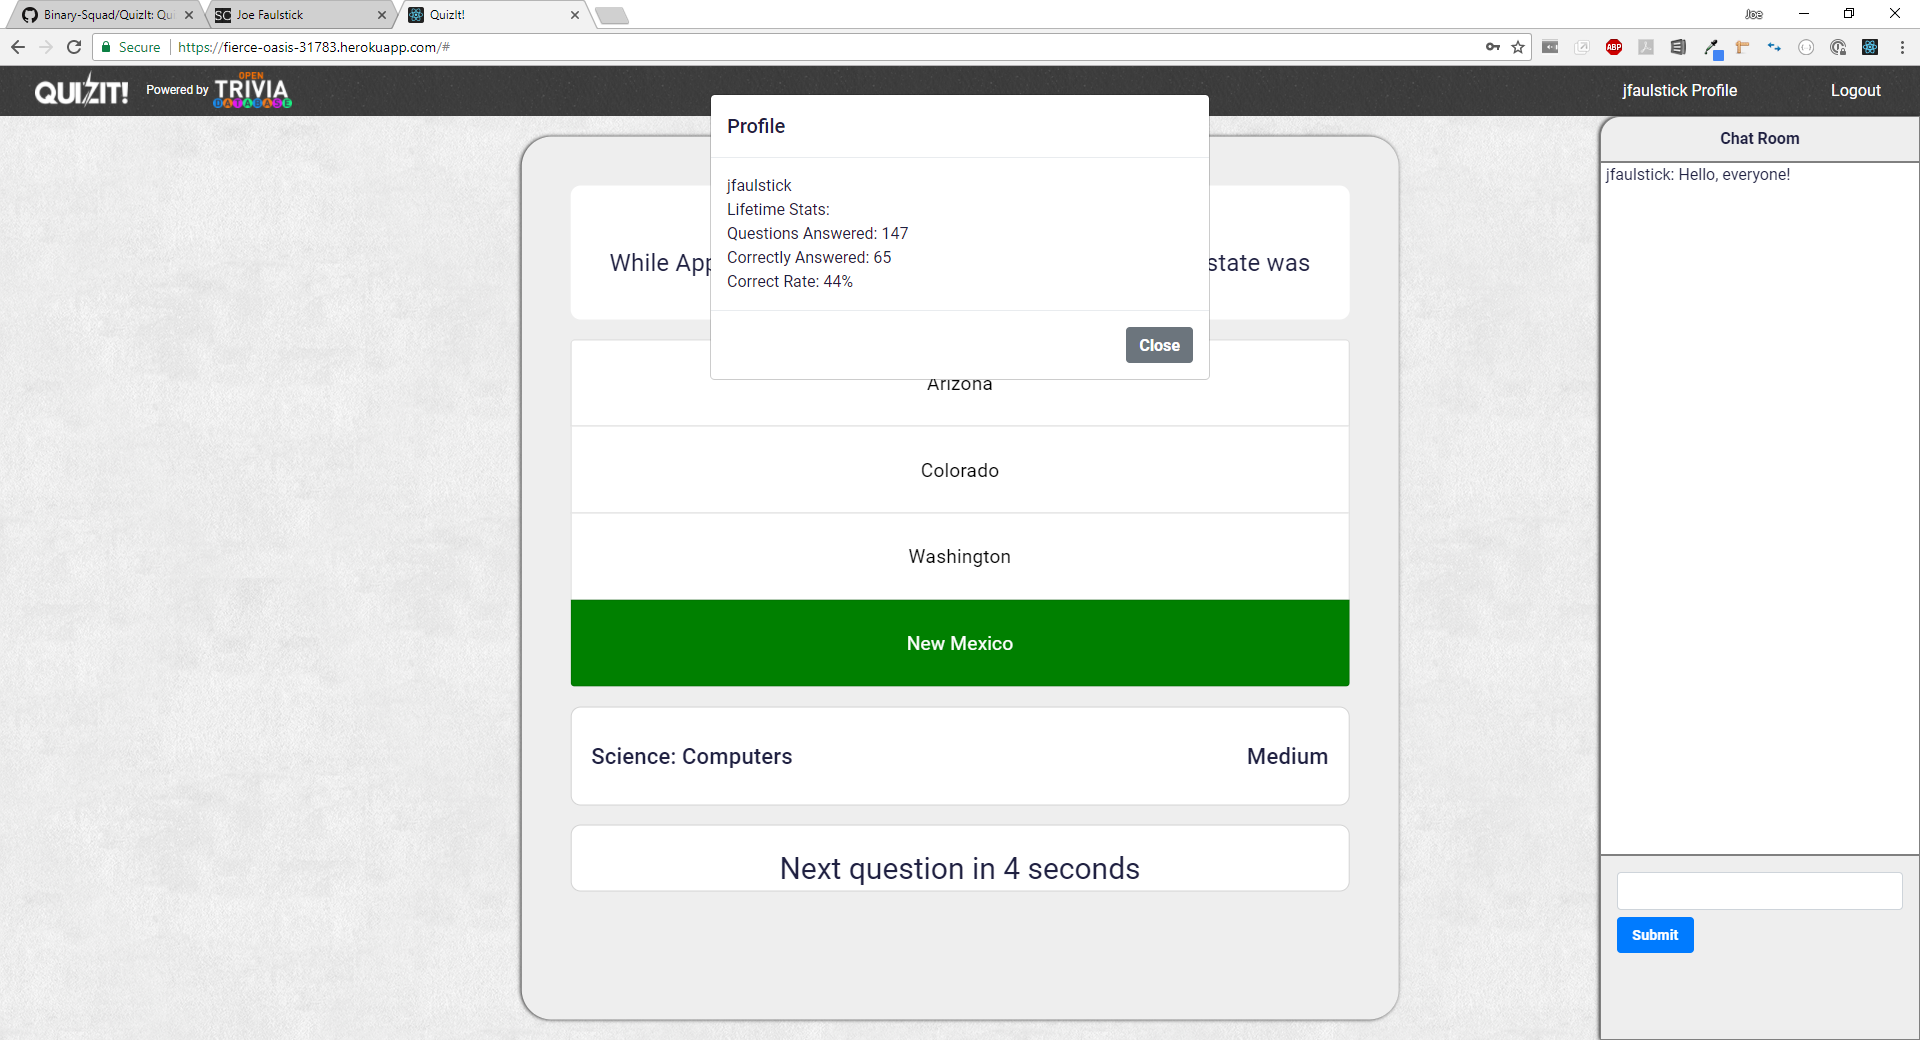 Binary-Squad/QuizIt: Qui
Joe Faulstick
QuizIt!
Joe
Secure
https://fierce-oasis-31783.herokuapp.com/#
ABP
QUIZIT!
Powered by
OPEN
TRIVIA
DATABASE
jfaulstick Profile
Logout
Profile
jfaulstick
Lifetime Stats:
Questions Answered: 147
Correctly Answered: 65
Correct Rate: 44%
Close
While App
state was
Arizona
Colorado
Washington
New Mexico
Science: Computers
Medium
Next question in 4 seconds
Chat Room
jfaulstick: Hello, everyone!
Submit